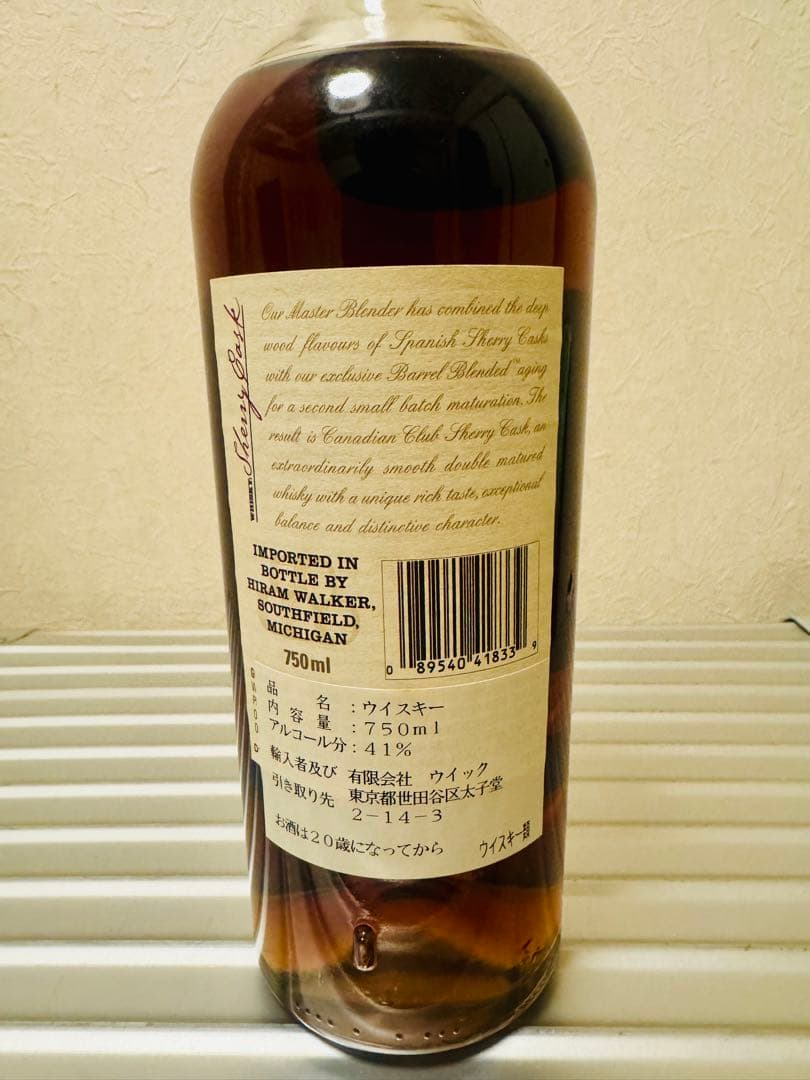 WHISKY
Sherry Cask
Our Master Blender has combined the deep
wood flavours of Spanish Sherry Casks
with our exclusive Barrel Blended™ aging
for a second small batch maturation. The
result is Canadian Club Sherry Cask, an
extraordinarily smooth double matured
whisky with a unique rich taste, exceptional
balance and distinctive character.
IMPORTED IN
BOTTLE BY
HIRAM WALKER,
SOUTHFIELD,
MICHIGAN
750ml
0 89540 41833 9
品名：ウイスキー
内容量：750ml
アルコール分：41%
輸入者及び 有限会社 ウイック
引き取り先 東京都世田谷区太子堂
2-14-3
お酒は20歳になってから
ウイスキー